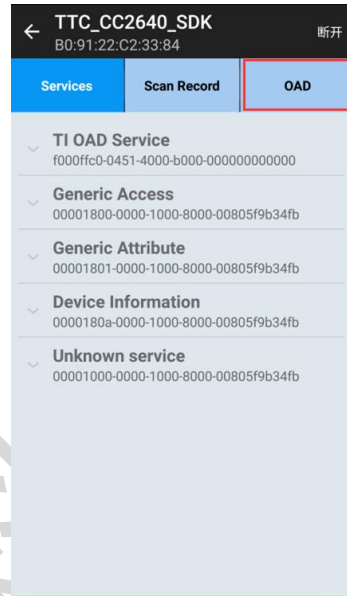 TTC_CC2640_SDK
B0:91:22:C2:33:84
断开
Services
Scan Record
OAD
TI OAD Service
f000ffc0-0451-4000-b000-000000000000
Generic Access
00001800-0000-1000-8000-00805f9b34fb
Generic Attribute
00001801-0000-1000-8000-00805f9b34fb
Device Information
0000180a-0000-1000-8000-00805f9b34fb
Unknown service
00001000-0000-1000-8000-00805f9b34fb